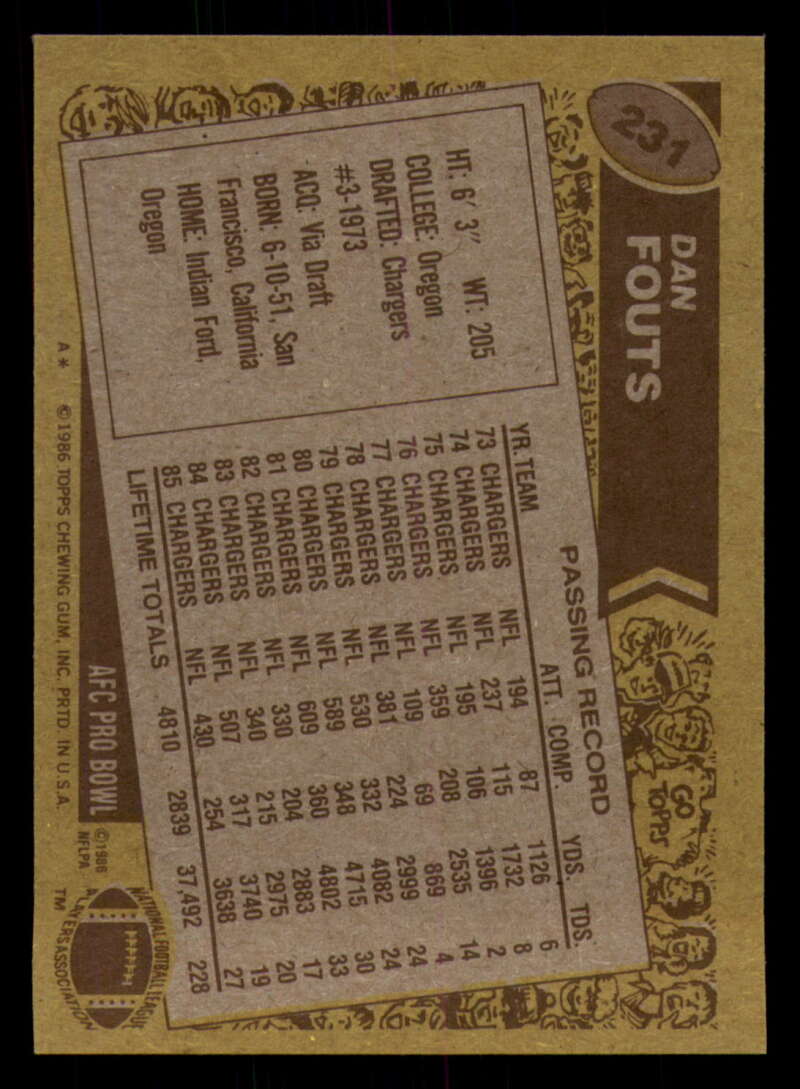 231
DAN
FOUTS
GO
TOPPS
HT: 6' 3" WT: 205
COLLEGE: Oregon
DRAFTED: Chargers
#3-1973
ACQ: Via Draft
BORN: 6-10-51, San
Francisco, California
HOME: Indian Ford,
Oregon
PASSING RECORD
YR. TEAM ATT. COMP. YDS. TDS.
73 CHARGERS NFL 194 87 1126 6
74 CHARGERS NFL 237 115 1732 8
75 CHARGERS NFL 195 106 1396 2
76 CHARGERS NFL 359 208 2535 14
77 CHARGERS NFL 109 69 869 4
78 CHARGERS NFL 381 224 2999 24
79 CHARGERS NFL 530 332 4082 24
80 CHARGERS NFL 589 348 4715 30
81 CHARGERS NFL 609 360 4802 33
82 CHARGERS NFL 330 204 2883 17
83 CHARGERS NFL 340 215 2975 20
84 CHARGERS NFL 507 317 3740 19
85 CHARGERS NFL 430 254 3638 27
LIFETIME TOTALS 4810 2839 37,492 228
AFC PRO BOWL
©1986
NFLPA
NATIONAL FOOTBALL LEAGUE
PLAYERS ASSOCIATION
TM
A* ©1986 TOPPS CHEWING GUM, INC. PRTD. IN U.S.A.